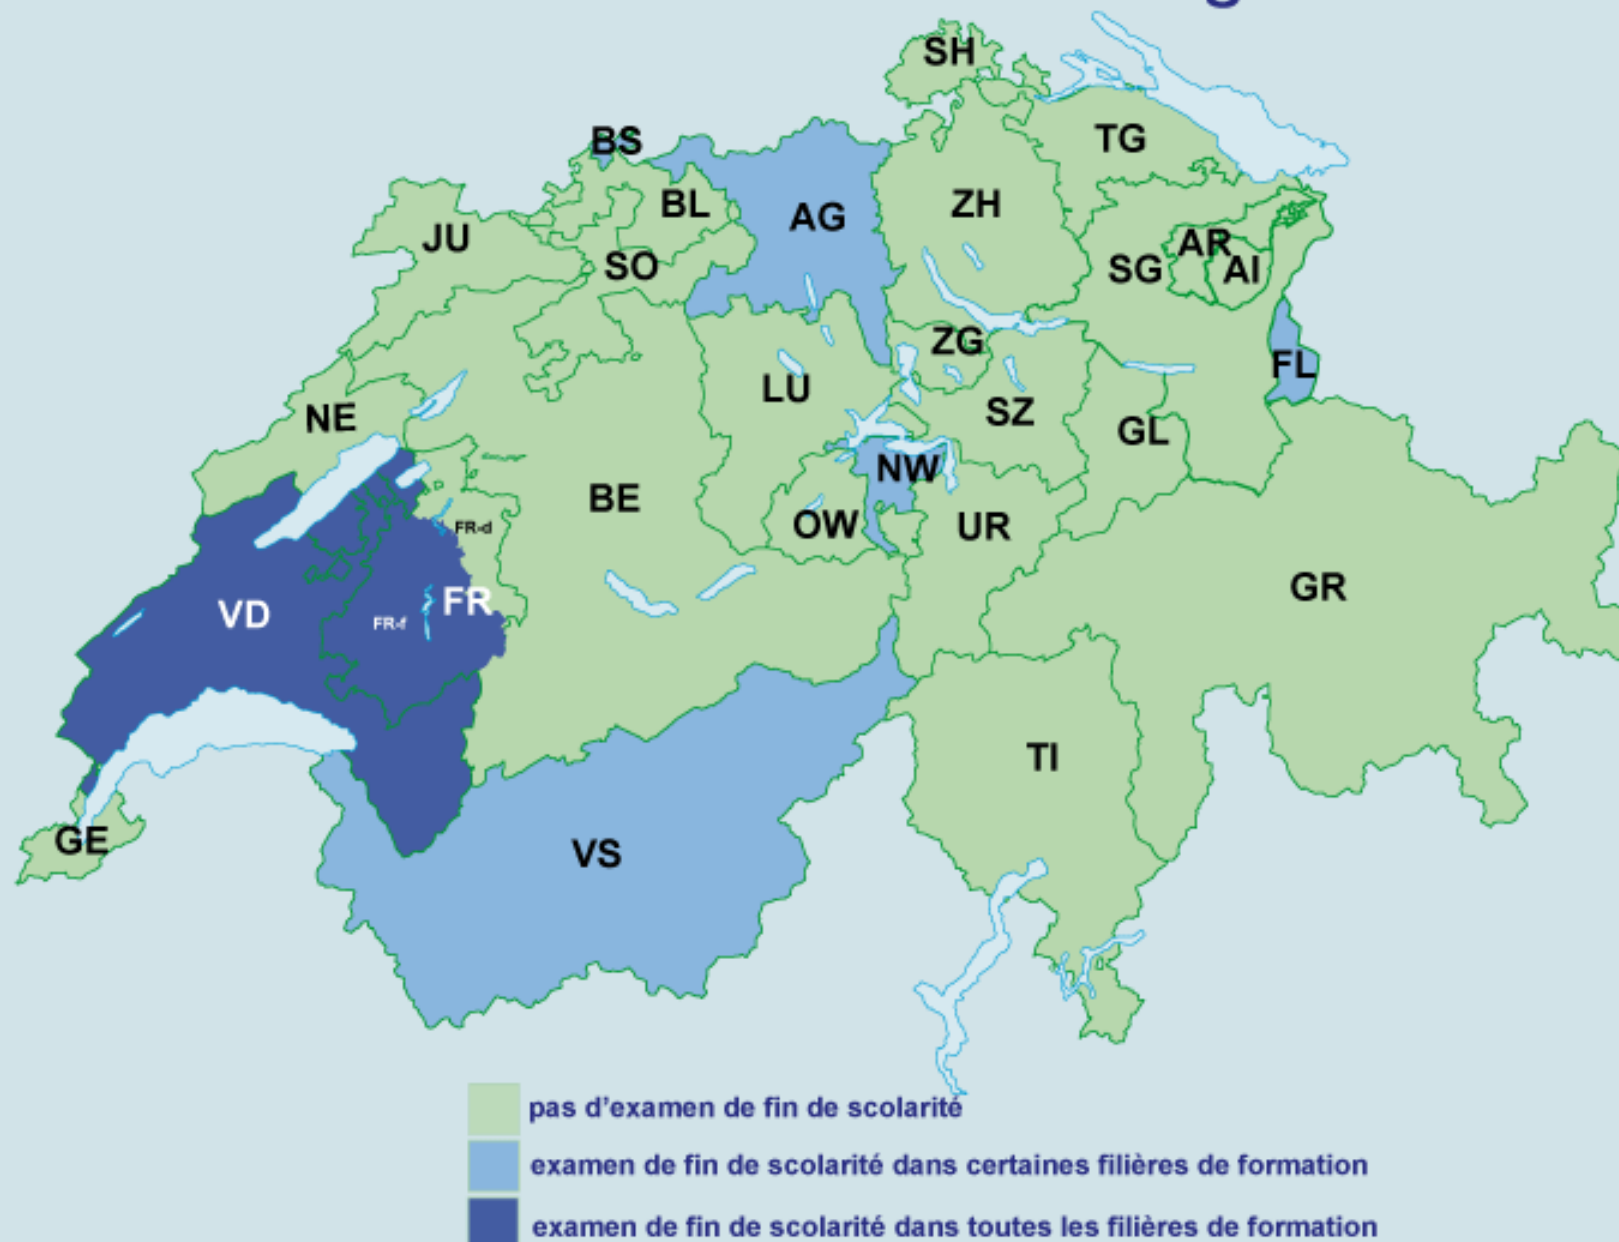 SH
BS
TG
BL
AG
ZH
JU
SO
AR
SG
AI
ZG
FL
LU
NE
SZ
GL
NW
BE
OW
UR
FR-d
GR
VD
FR
FR-f
TI
GE
VS
pas d’examen de fin de scolarité
examen de fin de scolarité dans certaines filières de formation
examen de fin de scolarité dans toutes les filières de formation